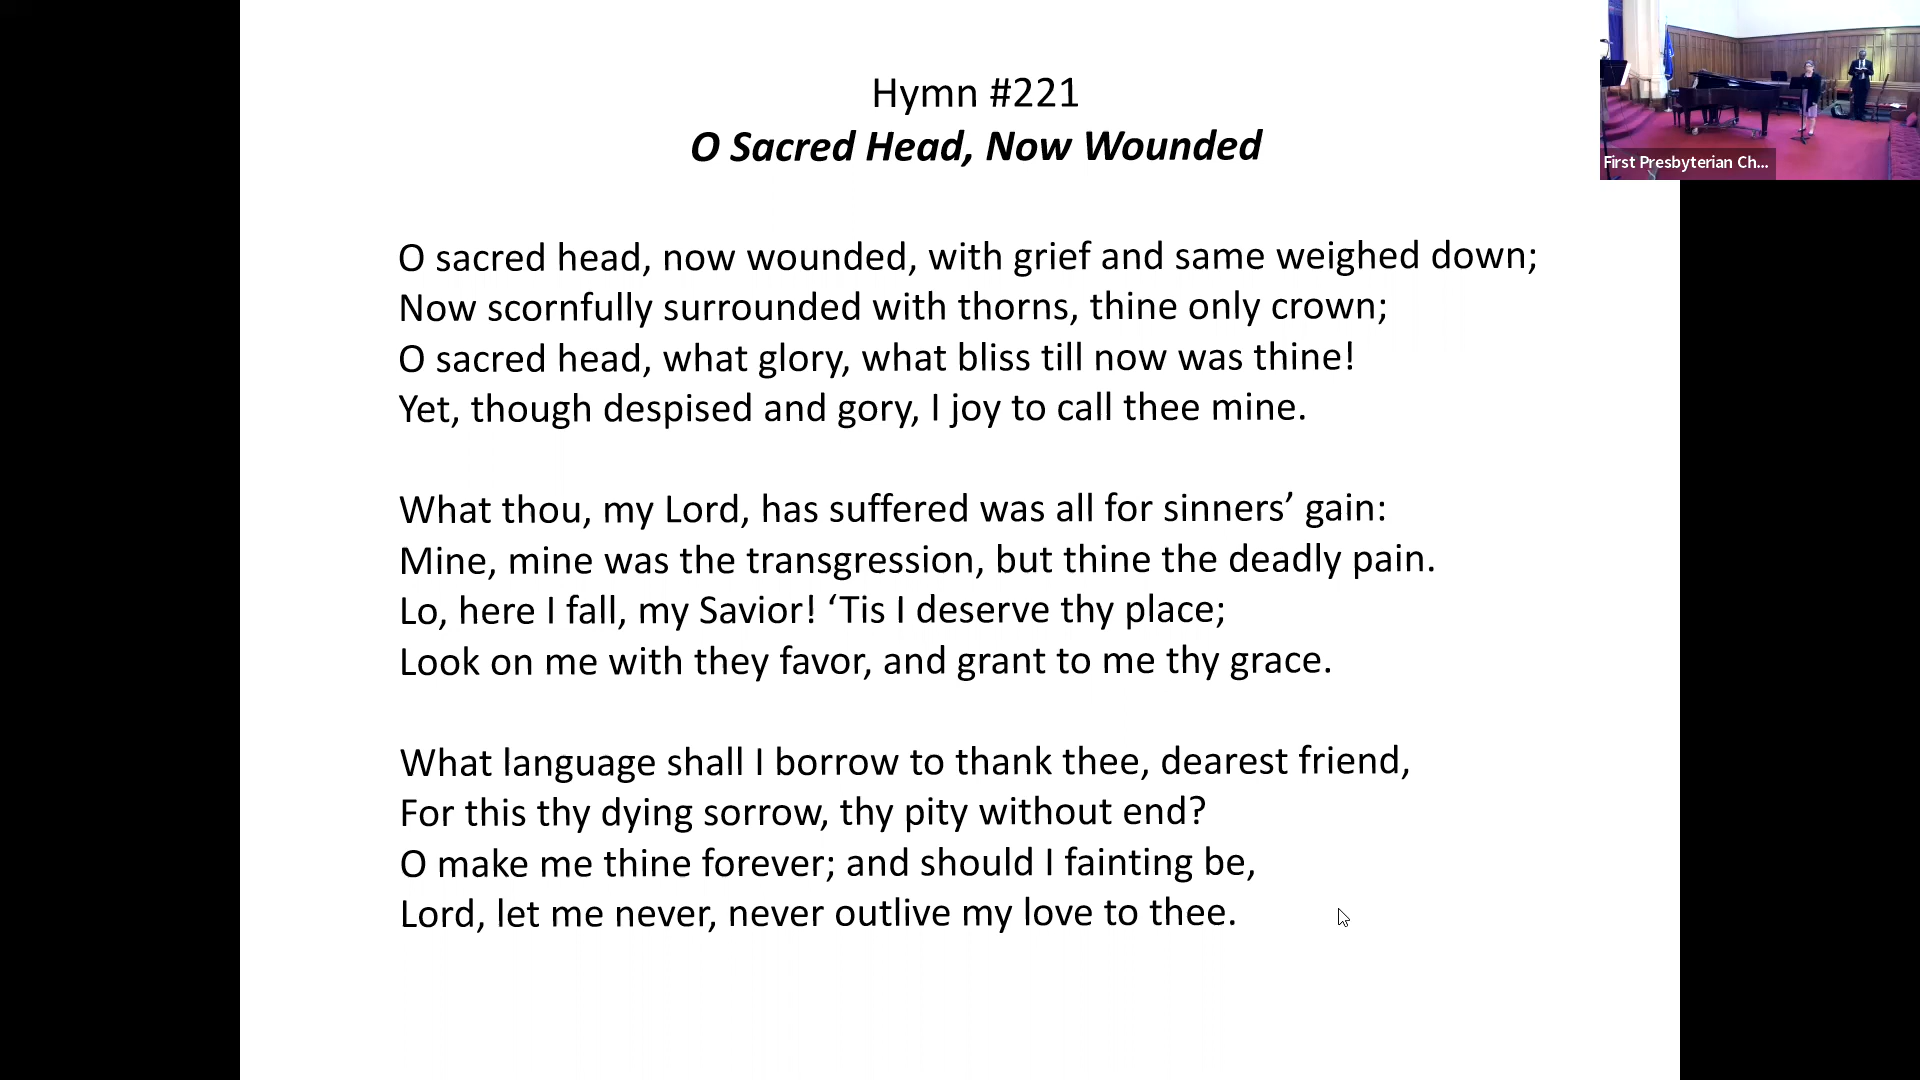 Hymn #221
O Sacred Head, Now Wounded
First Presbyterian Ch...
O sacred head, now wounded, with grief and same weighed down;
Now scornfully surrounded with thorns, thine only crown;
O sacred head, what glory, what bliss till now was thine!
Yet, though despised and gory, I joy to call thee mine.
What thou, my Lord, has suffered was all for sinners’ gain:
Mine, mine was the transgression, but thine the deadly pain.
Lo, here I fall, my Savior! ‘Tis I deserve thy place;
Look on me with they favor, and grant to me thy grace.
What language shall I borrow to thank thee, dearest friend,
For this thy dying sorrow, thy pity without end?
O make me thine forever; and should I fainting be,
Lord, let me never, never outlive my love to thee.